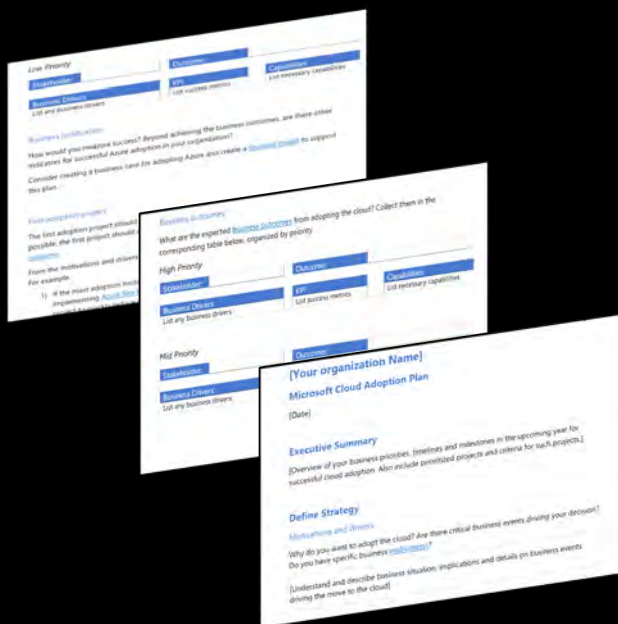 Low Priority
Stakeholder:
Outcome:
Business Drivers
KPI
Capabilities
List any business drivers
List success metrics
List necessary capabilities
Business justification
How would you measure success? Beyond achieving the business outcomes, are there other
indicators for successful Azure adoption in your organization?
Consider creating a business case for adopting Azure and create a financial model to support
this plan.
First adoption project
The first adoption project should
possible, the first project should
outcome.
From the motivations and drivers
For example:
1) If the main adoption
implementing Azure
Business outcomes
What are the expected business outcomes from adopting the cloud? Collect them in the
corresponding table below, organized by priority
High Priority
Stakeholder:
Outcome:
Business Drivers
KPI
Capabilities
List any business drivers
List success metrics
List necessary capabilities
Mid Priority
Stakeholder:
Outcome:
Business Drivers
List any business drivers
[Your organization Name]
Microsoft Cloud Adoption Plan
[Date]
Executive Summary
[Overview of your business priorities, timelines and milestones in the upcoming year for
successful cloud adoption. Also include prioritized projects and criteria for such projects.]
Define Strategy
Motivations and drivers
Why do you want to adopt the cloud? Are there critical business events driving your decision?
Do you have specific business motivations?
[Understand and describe business situation, implications and details on business events
driving the move to the cloud]